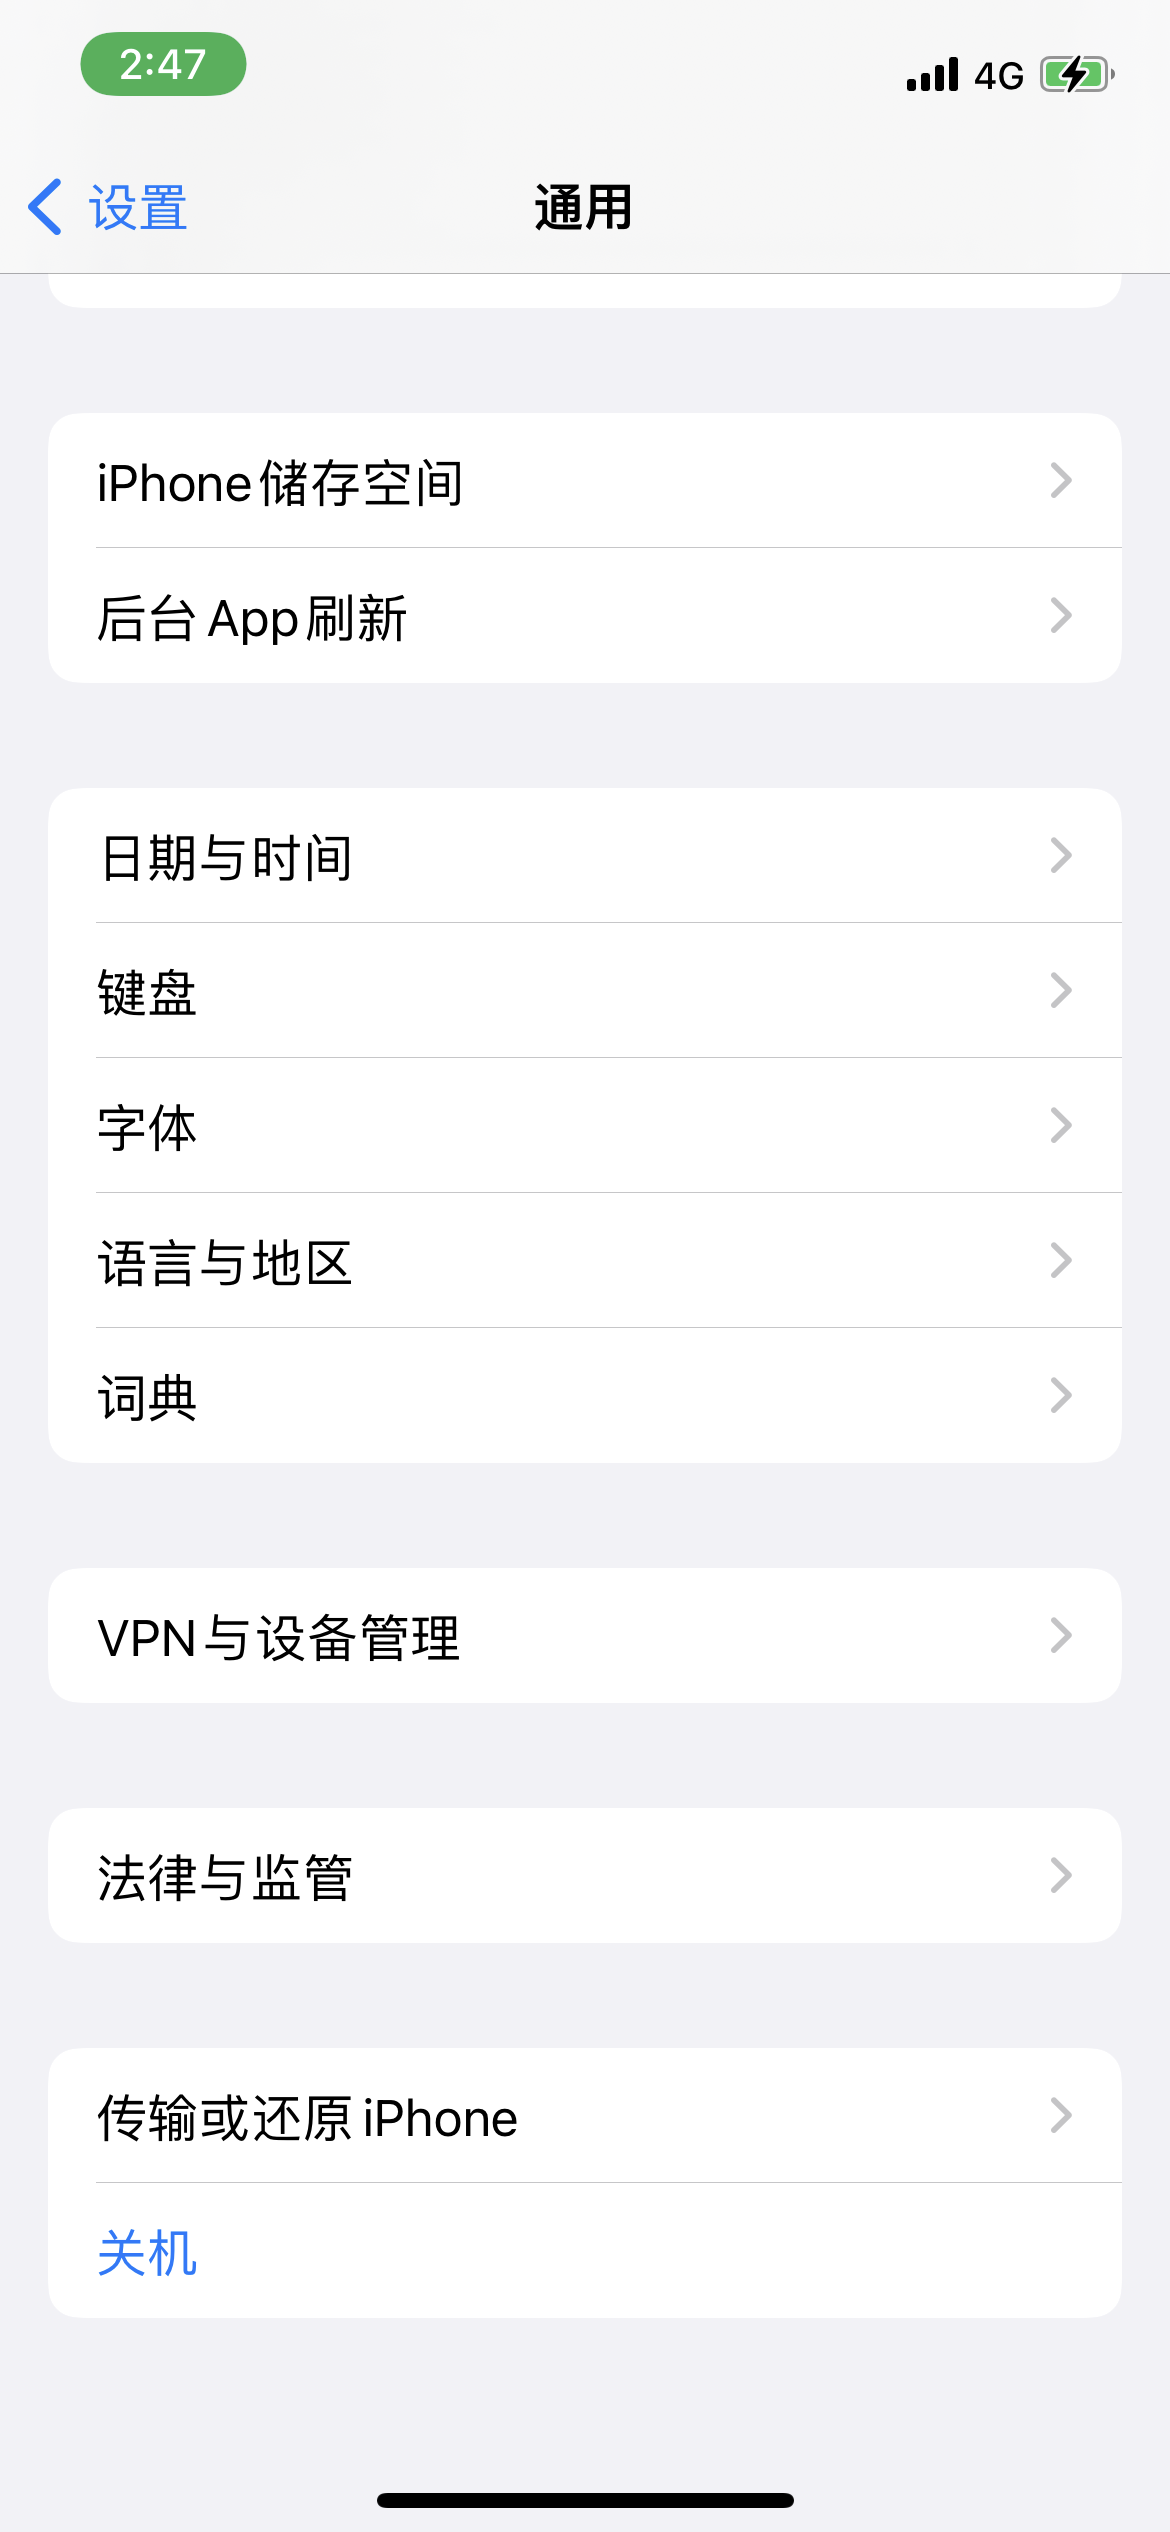 2:47
4G
设置
通用
iPhone储存空间
后台App刷新
日期与时间
键盘
字体
语言与地区
词典
VPN与设备管理
法律与监管
传输或还原iPhone
关机